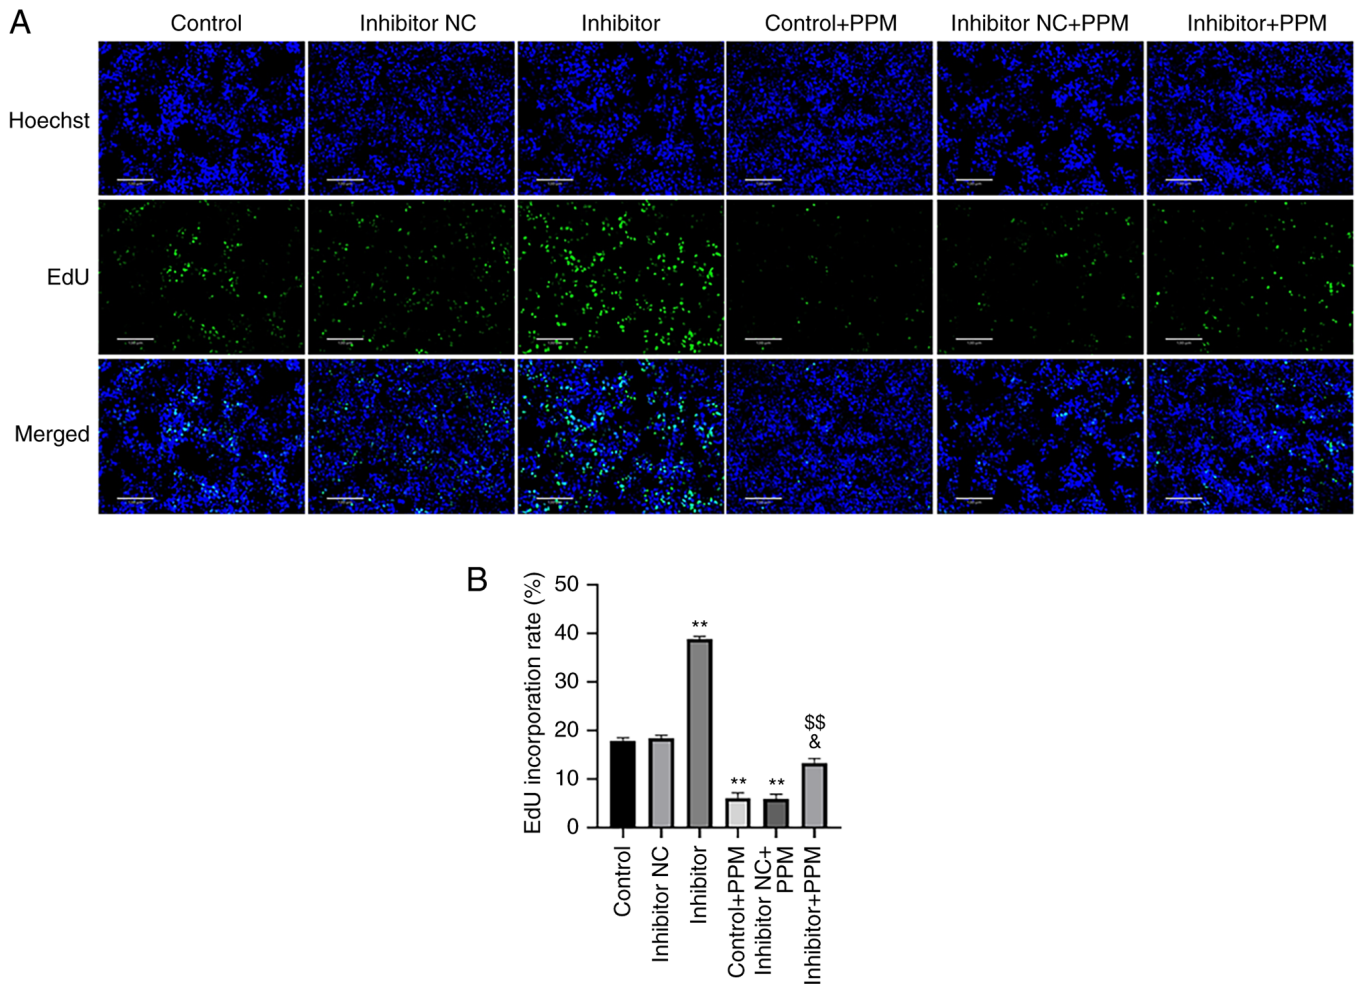 A
Control
Inhibitor NC
Inhibitor
Control+PPM
Inhibitor NC+PPM
Inhibitor+PPM
Hoechst
EdU
Merged
B
EdU incorporation rate (%)
50
40
30
20
10
0
**
**
**
$$
&
Control
Inhibitor NC
Inhibitor
Control+PPM
Inhibitor NC+
PPM
Inhibitor+PPM